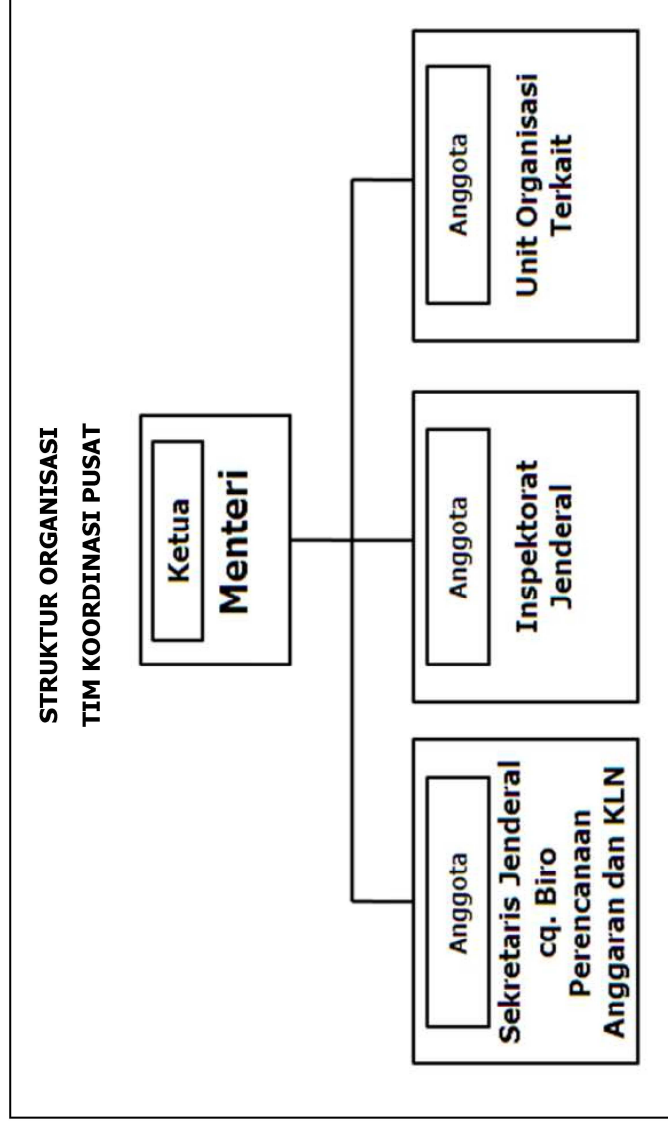 STRUKTUR ORGANISASI
TIM KOORDINASI PUSAT
Ketua
Menteri
Anggota
Sekretaris Jenderal
cq. Biro
Perencanaan
Anggaran dan KLN
Anggota
Inspektorat
Jenderal
Anggota
Unit Organisasi
Terkait